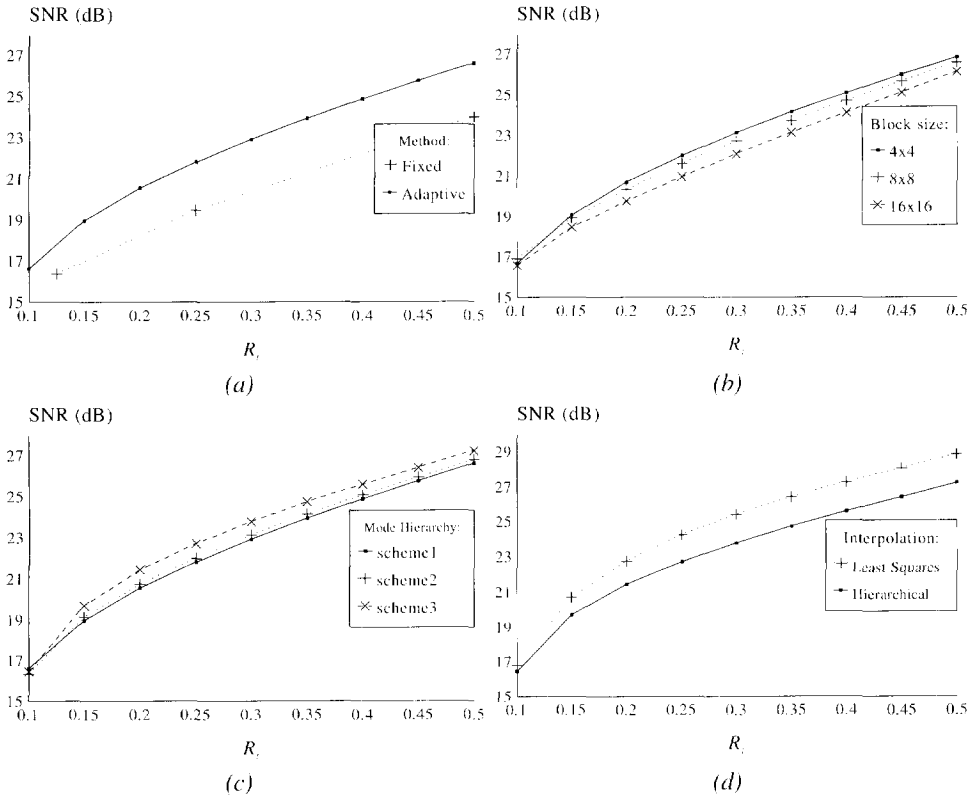 SNR (dB)
27
25
23
21
19
17
15
0.1 0.15 0.2 0.25 0.3 0.35 0.4 0.45 0.5
Method:
Fixed
Adaptive
R_i
(a)
SNR (dB)
27
25
23
21
19
17
15
0.1 0.15 0.2 0.25 0.3 0.35 0.4 0.45 0.5
Block size:
4x4
8x8
16x16
R_i
(b)
SNR (dB)
27
25
23
21
19
17
15
0.1 0.15 0.2 0.25 0.3 0.35 0.4 0.45 0.5
Mode Hierarchy:
scheme1
scheme2
scheme3
R_i
(c)
SNR (dB)
29
27
25
23
21
19
17
15
0.1 0.15 0.2 0.25 0.3 0.35 0.4 0.45 0.5
Interpolation:
Least Squares
Hierarchical
R_i
(d)